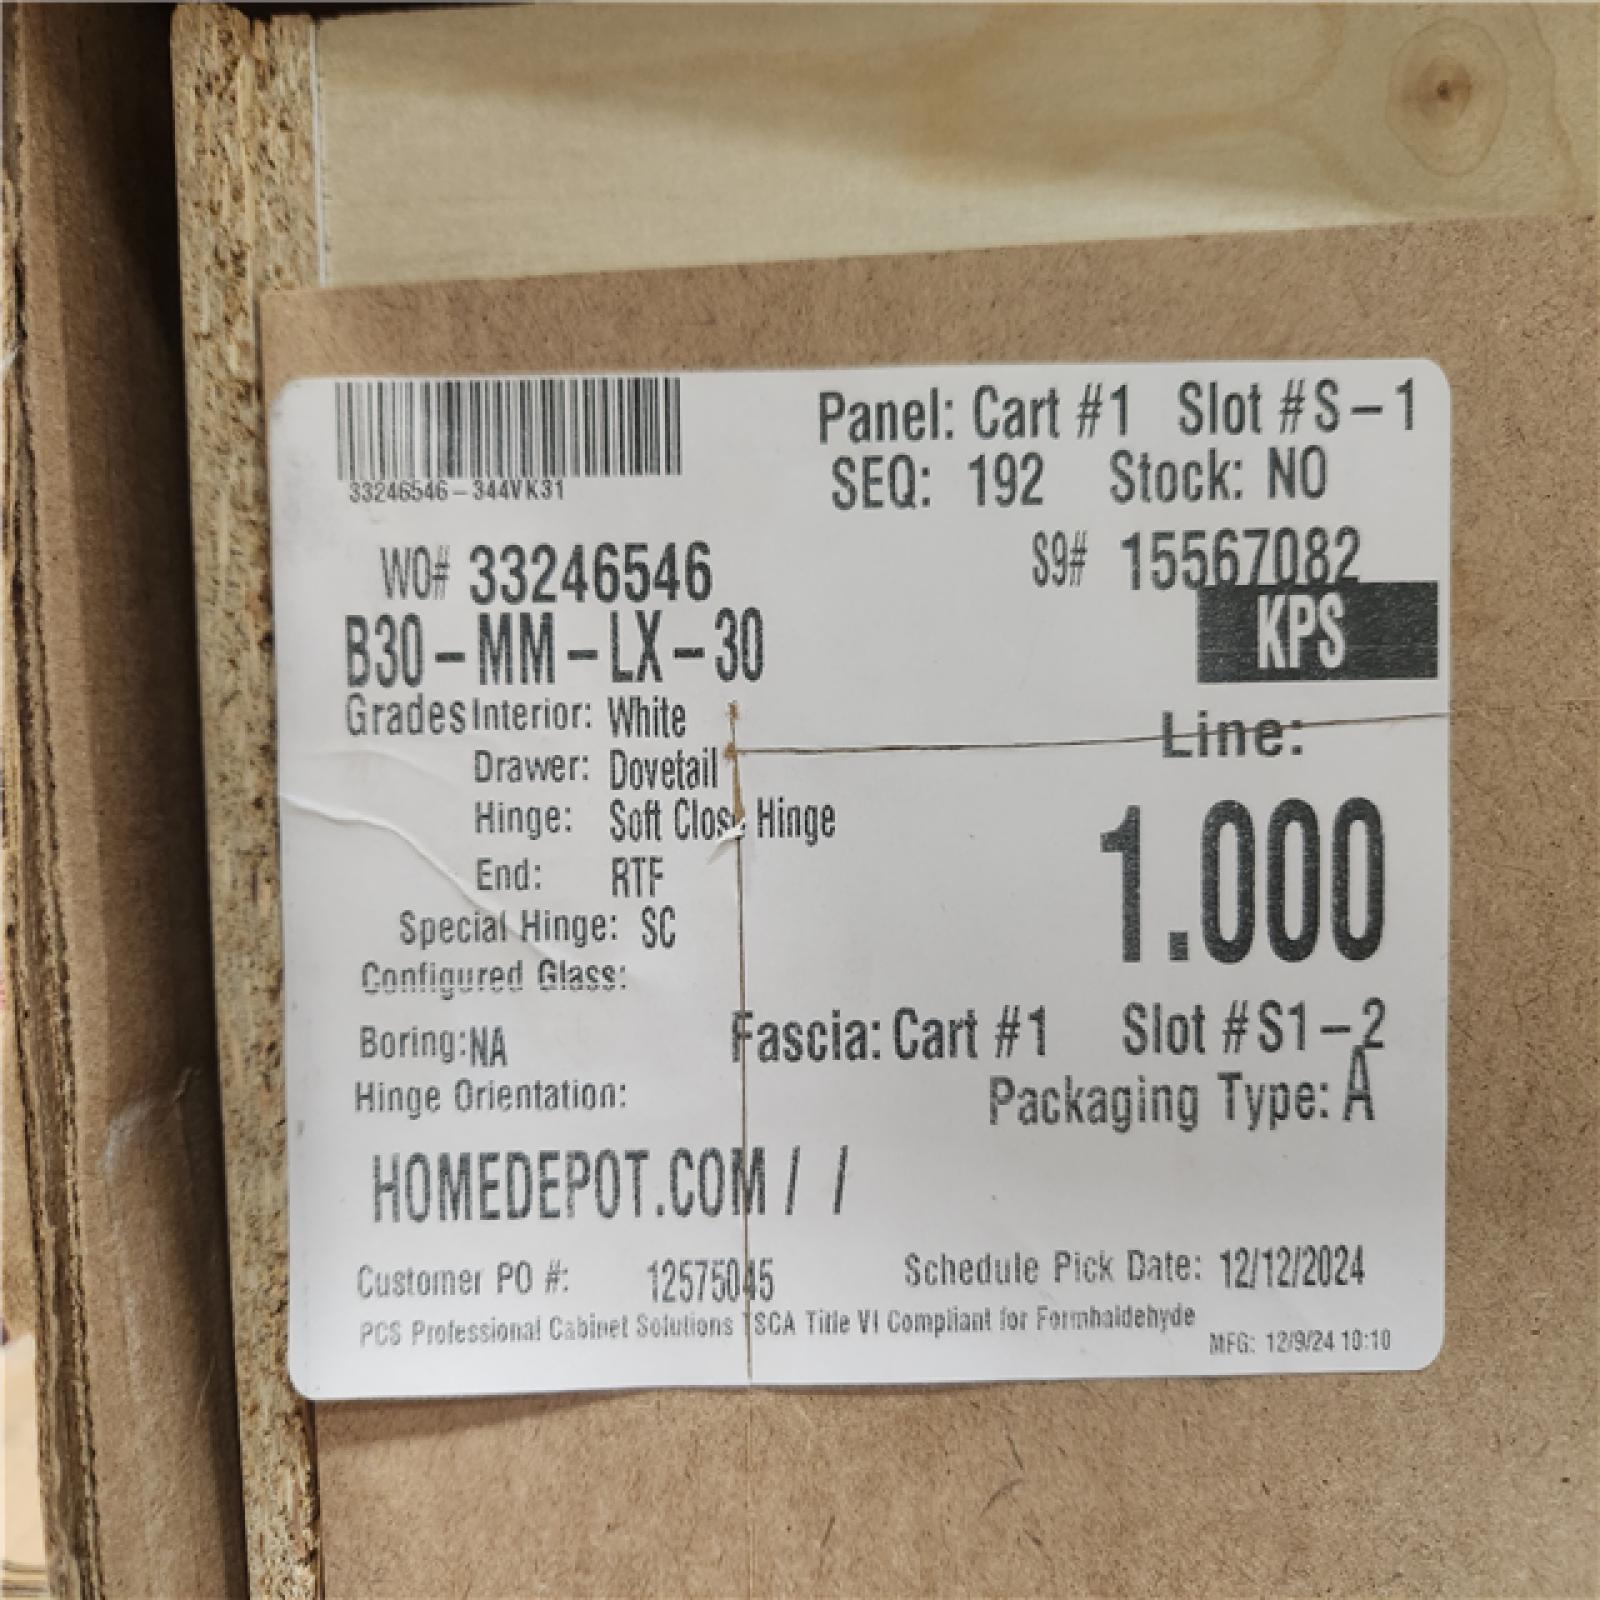 Panel: Cart #1 Slot #S-1
33246546-344VK31
SEQ: 192 Stock: NO
WO# 33246546
S9# 15567082
B30-MM-LX-30
KPS
Grades Interior: White
Line:
Drawer: Dovetail
Hinge: Soft Close Hinge
1.000
End: RTF
Special Hinge: SC
Configured Glass:
Boring: NA
Fascia: Cart #1 Slot #S1-2
Hinge Orientation:
Packaging Type: A
HOMEDEPOT.COM / /
Customer PO #: 12575045
Schedule Pick Date: 12/12/2024
PCS Professional Cabinet Solutions TSCA Title VI Compliant for Formhaldehyde
MFG: 12/9/24 10:10